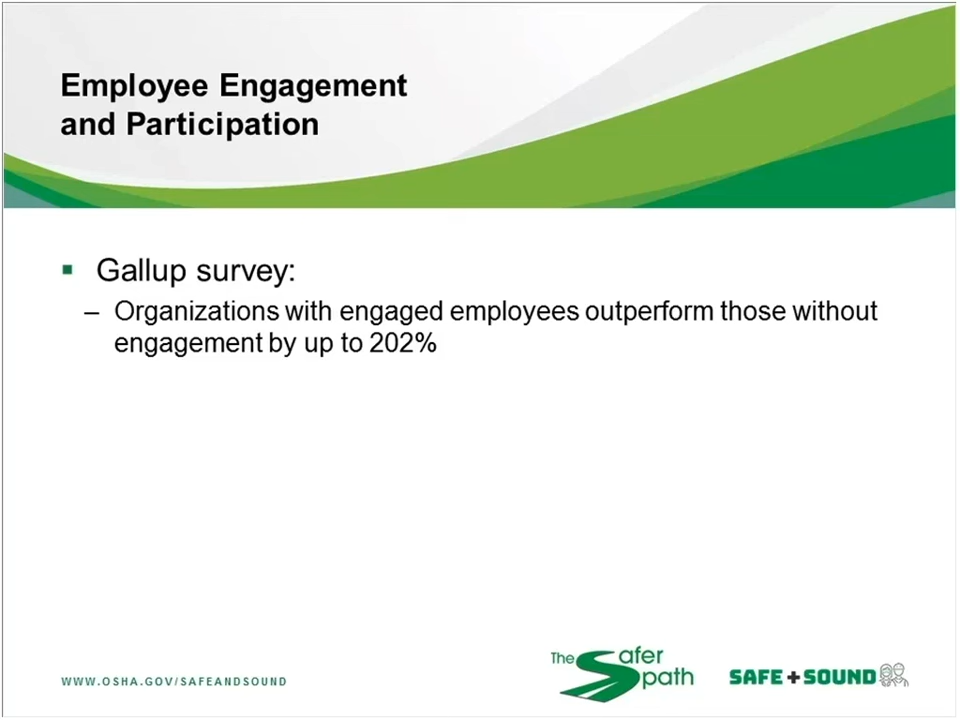 Employee Engagement
and Participation
Gallup survey:
– Organizations with engaged employees outperform those without
engagement by up to 202%
WWW.OSHA.GOV/SAFEANDSOUND
The Safer
path
SAFE + SOUND